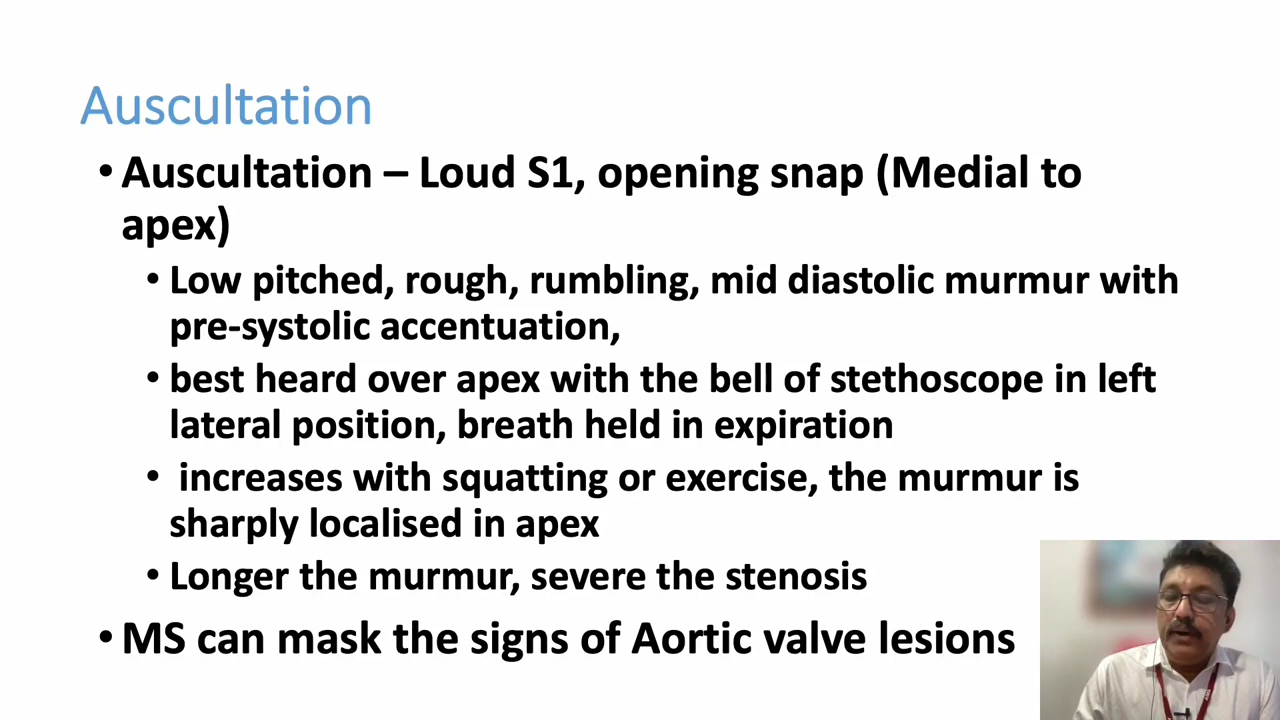 Auscultation
• Auscultation – Loud S1, opening snap (Medial to
apex)
• Low pitched, rough, rumbling, mid diastolic murmur with
pre-systolic accentuation,
• best heard over apex with the bell of stethoscope in left
lateral position, breath held in expiration
• increases with squatting or exercise, the murmur is
sharply localised in apex
• Longer the murmur, severe the stenosis
• MS can mask the signs of Aortic valve lesions